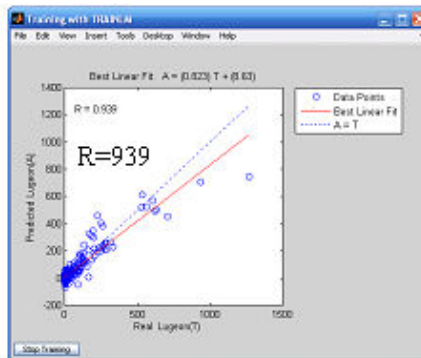 Training with TRAINLM
File Edit View Insert Tools Desktop Window Help
Best Linear Fit: A = (0.823) T + (8.63)
1400
1200
1000
800
600
400
200
0
-200
R = 0.939
R=939
Data Points
Best Linear Fit
A = T
Predicted Lugeon(A)
0 500 1000 1500
Real Lugeon(T)
Stop Training